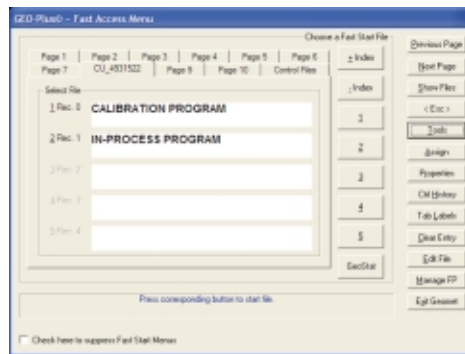 GEO-Plus© – Fast Access Menu
Choose a Fast Start File
Page 1 Page 2 Page 3 Page 4 Page 5 Page 6
Page 7 CU_4931522 Page 9 Page 10 Control Files
Select File
1 Rec. 0 CALIBRATION PROGRAM
2 Rec. 1 IN-PROCESS PROGRAM
3 Rec. 2
4 Rec. 3
5 Rec. 4
+ Index
- Index
1
2
3
4
5
GeoStat
Previous Page
Next Page
Show Files
< Esc >
Tools
Assign
Properties
CM History
Tab Labels
Clear Entry
Edit File
Manage FP
Exit Geomet
Press corresponding button to start file.
Check here to suppress Fast Start Menus